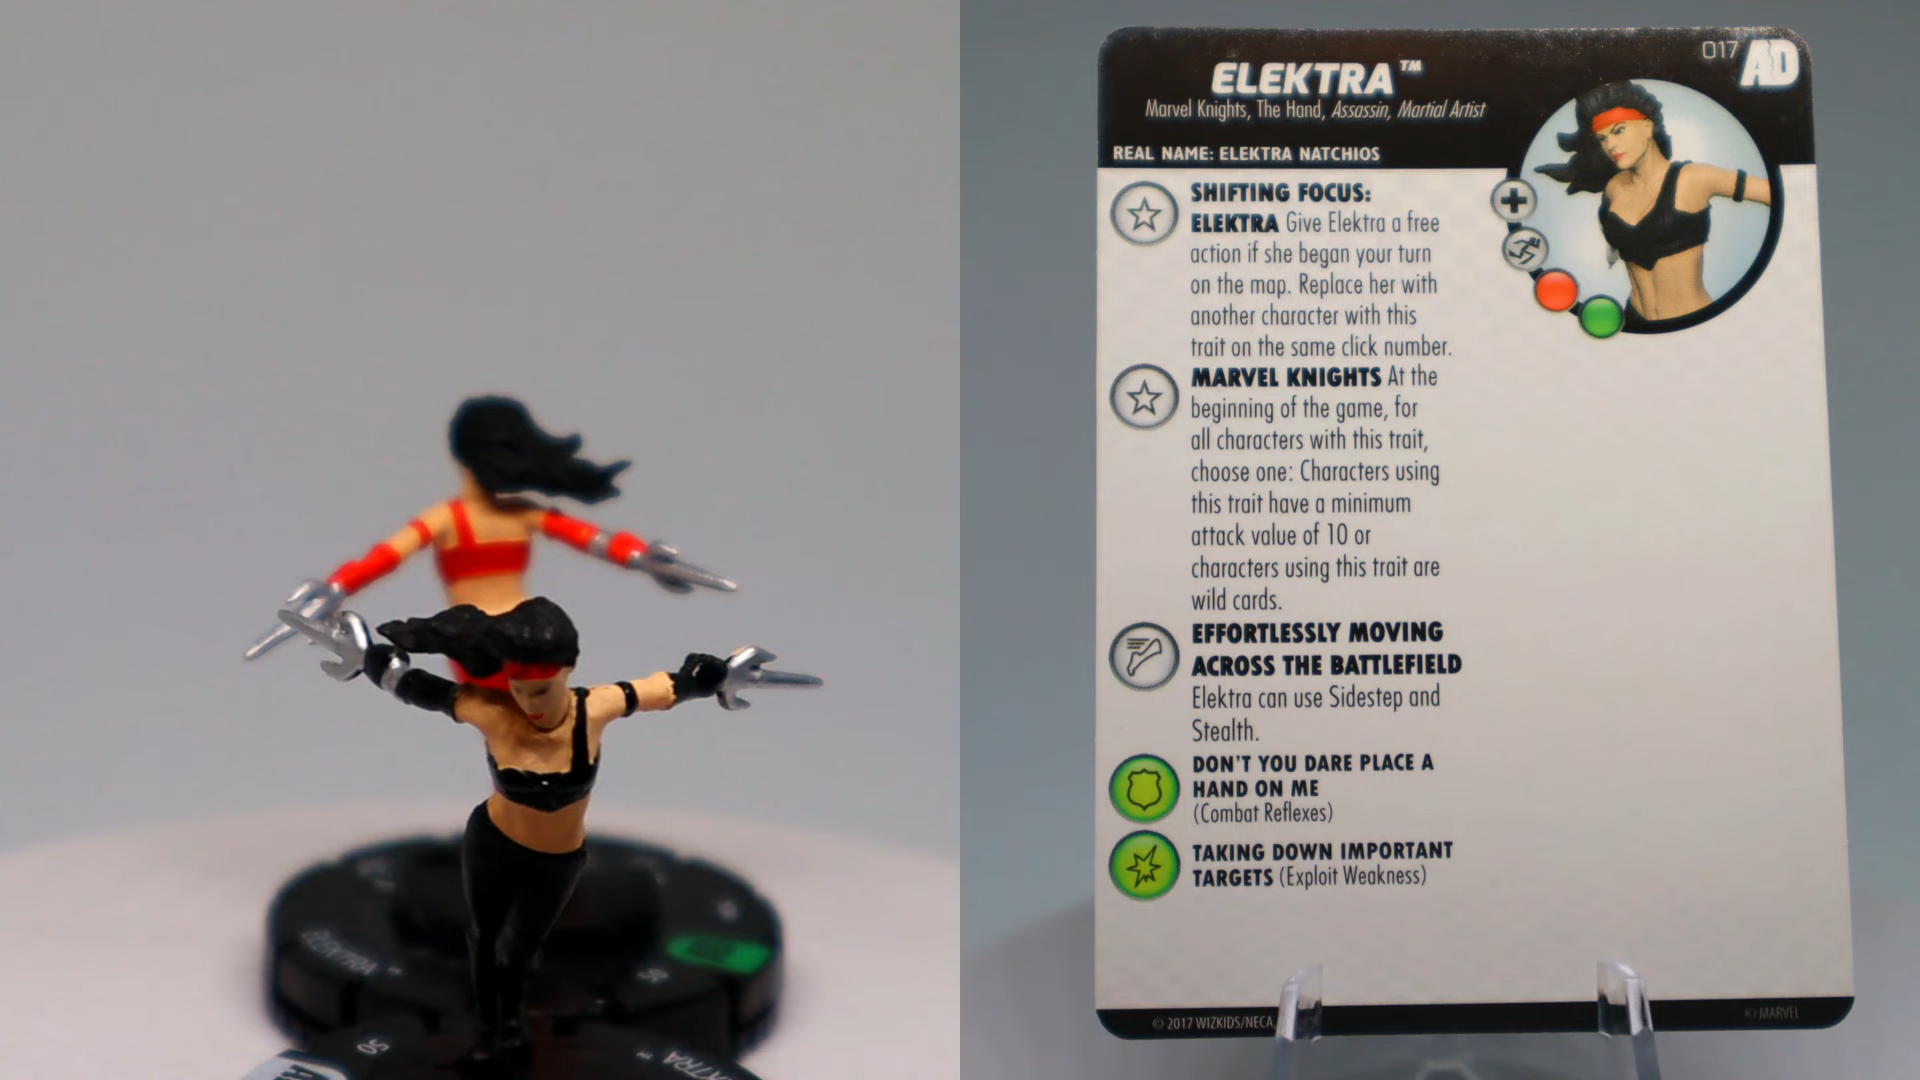 ELEKTRA™
Marvel Knights, The Hand, Assassin, Martial Artist
REAL NAME: ELEKTRA NATCHIOS
017 AD
SHIFTING FOCUS:
ELEKTRA Give Elektra a free
action if she began your turn
on the map. Replace her with
another character with this
trait on the same click number.
MARVEL KNIGHTS At the
beginning of the game, for
all characters with this trait,
choose one: Characters using
this trait have a minimum
attack value of 10 or
characters using this trait are
wild cards.
EFFORTLESSLY MOVING
ACROSS THE BATTLEFIELD
Elektra can use Sidestep and
Stealth.
DON'T YOU DARE PLACE A
HAND ON ME
(Combat Reflexes)
TAKING DOWN IMPORTANT
TARGETS (Exploit Weakness)
© 2017 WIZKIDS/NECA,
© MARVEL
ELEKTRA™
SR